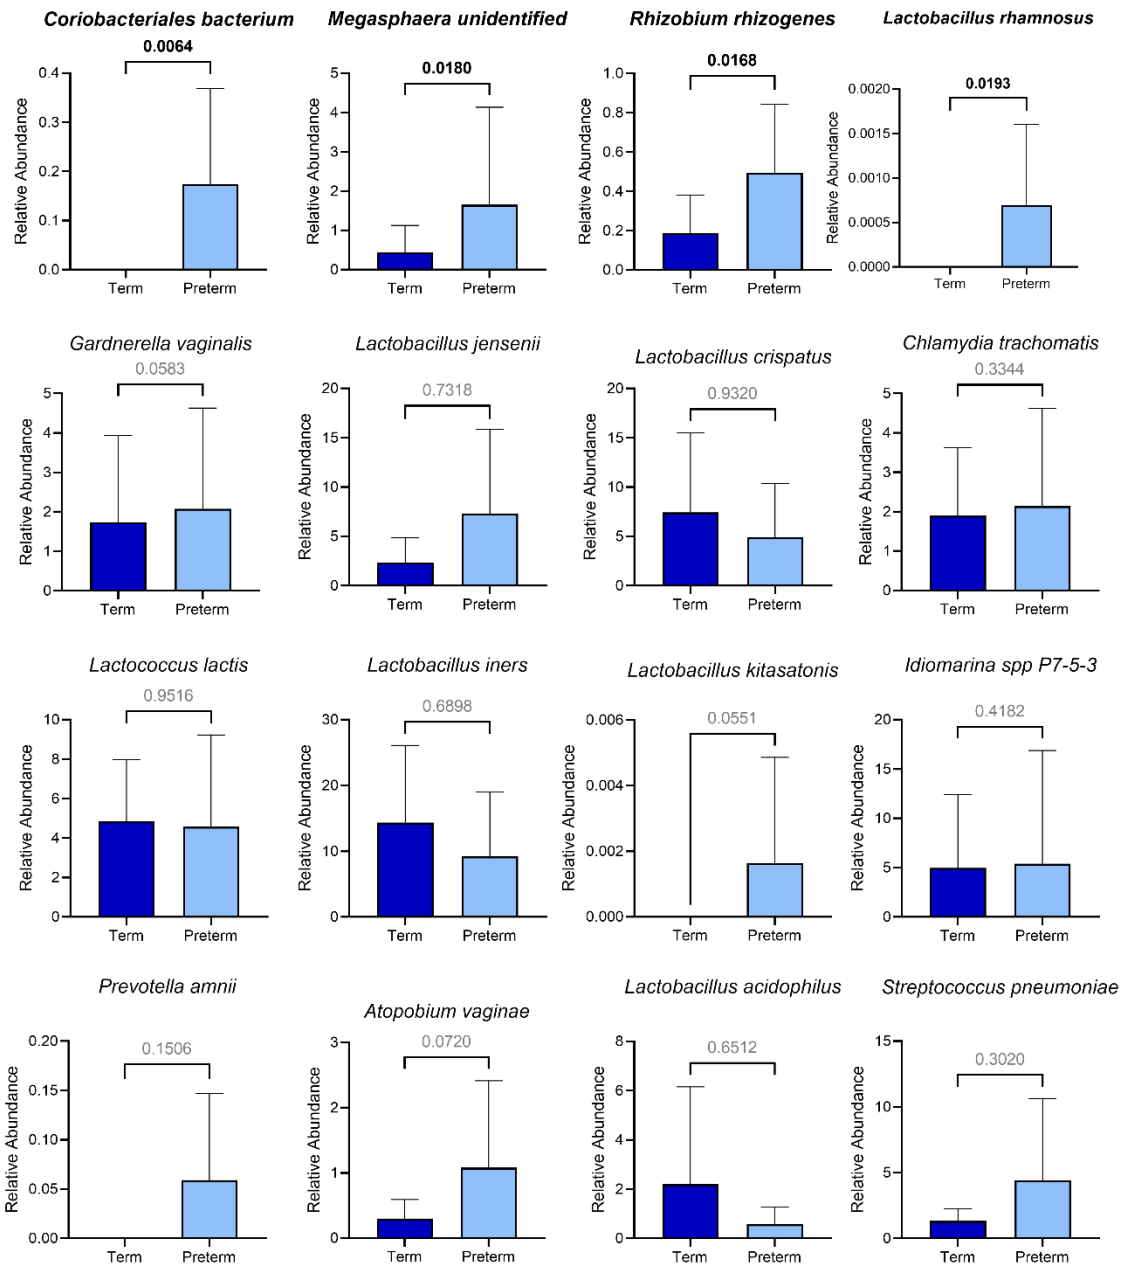 Coriobacteriales bacterium
0.0064
0.4
0.3
0.2
0.1
0.0
Relative Abundance
Term Preterm
Megasphaera unidentified
0.0180
5
4
3
2
1
0
Relative Abundance
Term Preterm
Rhizobium rhizogenes
0.0168
1.0
0.8
0.6
0.4
0.2
0.0
Relative Abundance
Term Preterm
Lactobacillus rhamnosus
0.0193
0.0020
0.0015
0.0010
0.0005
0.0000
Relative Abundance
Term Preterm
Gardnerella vaginalis
0.0583
5
4
3
2
1
0
Relative Abundance
Term Preterm
Lactobacillus jensenii
0.7318
20
15
10
5
0
Relative Abundance
Term Preterm
Lactobacillus crispatus
0.9320
20
15
10
5
0
Relative Abundance
Term Preterm
Chlamydia trachomatis
0.3344
5
4
3
2
1
0
Relative Abundance
Term Preterm
Lactococcus lactis
0.9516
10
8
6
4
2
0
Relative Abundance
Term Preterm
Lactobacillus iners
0.6898
30
20
10
0
Relative Abundance
Term Preterm
Lactobacillus kitasatonis
0.0551
0.006
0.004
0.002
0.000
Relative Abundance
Term Preterm
Idiomarina spp P7-5-3
0.4182
20
15
10
5
0
Relative Abundance
Term Preterm
Prevotella amnii
0.1506
0.20
0.15
0.10
0.05
0.00
Relative Abundance
Term Preterm
Atopobium vaginae
0.0720
3
2
1
0
Relative Abundance
Term Preterm
Lactobacillus acidophilus
0.6512
8
6
4
2
0
Relative Abundance
Term Preterm
Streptococcus pneumoniae
0.3020
15
10
5
0
Relative Abundance
Term Preterm